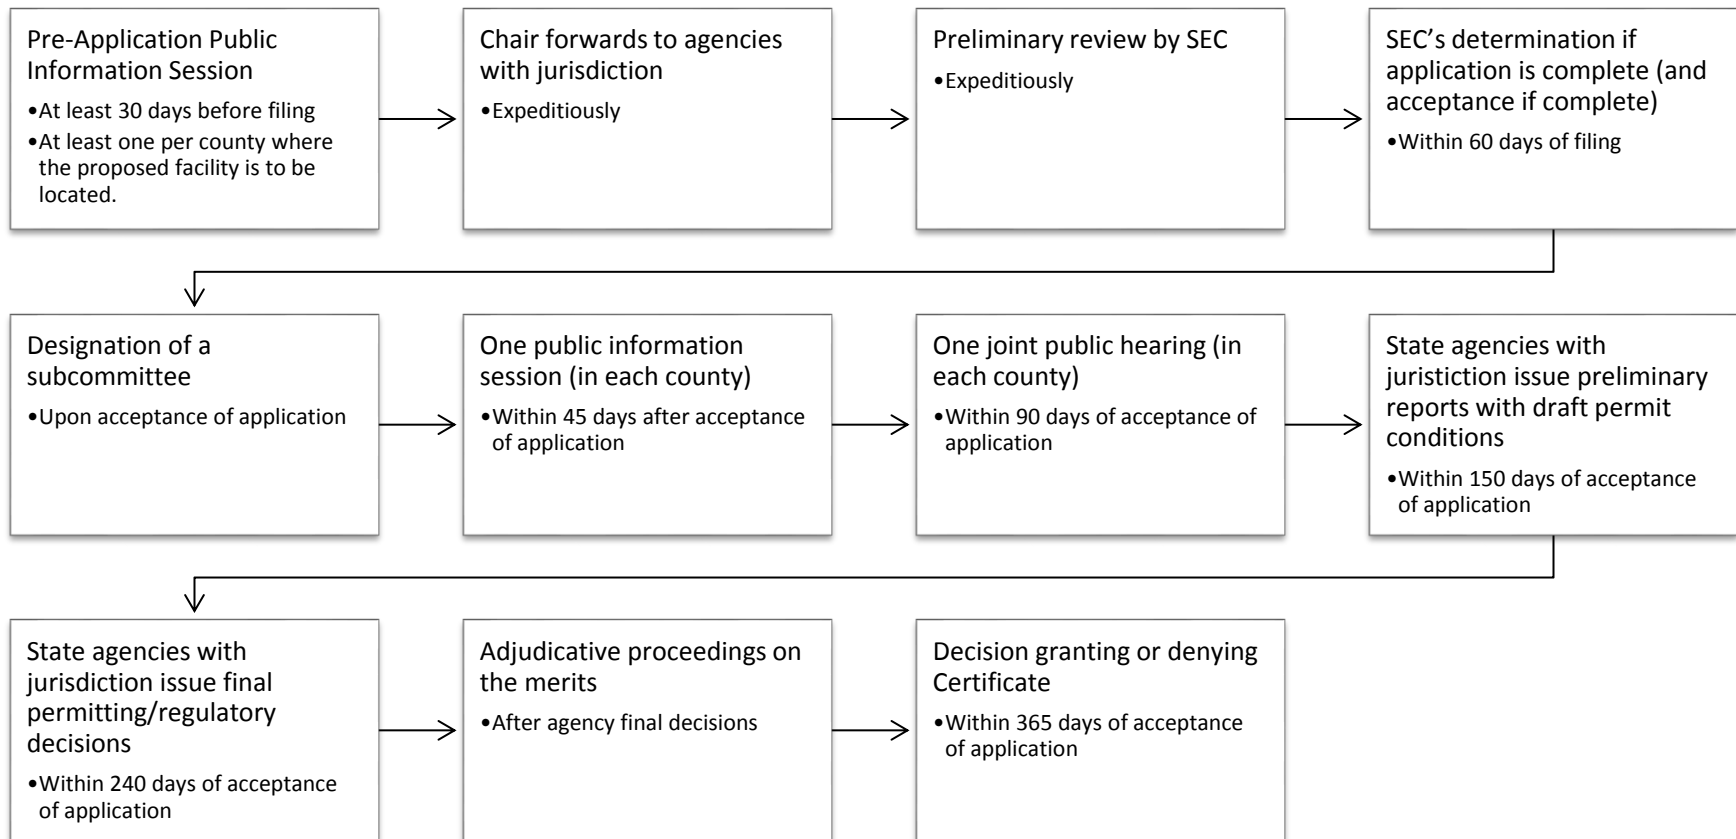 Pre-Application Public
Information Session
•At least 30 days before filing
•At least one per county where
the proposed facility is to be
located.
Chair forwards to agencies
with jurisdiction
•Expeditiously
Preliminary review by SEC
•Expeditiously
SEC's determination if
application is complete (and
acceptance if complete)
•Within 60 days of filing
Designation of a
subcommittee
•Upon acceptance of application
One public information
session (in each county)
•Within 45 days after acceptance
of application
One joint public hearing (in
each county)
•Within 90 days of acceptance of
application
State agencies with
juristiction issue preliminary
reports with draft permit
conditions
•Within 150 days of acceptance
of application
State agencies with
jurisdiction issue final
permitting/regulatory
decisions
•Within 240 days of acceptance
of application
Adjudicative proceedings on
the merits
•After agency final decisions
Decision granting or denying
Certificate
•Within 365 days of acceptance
of application